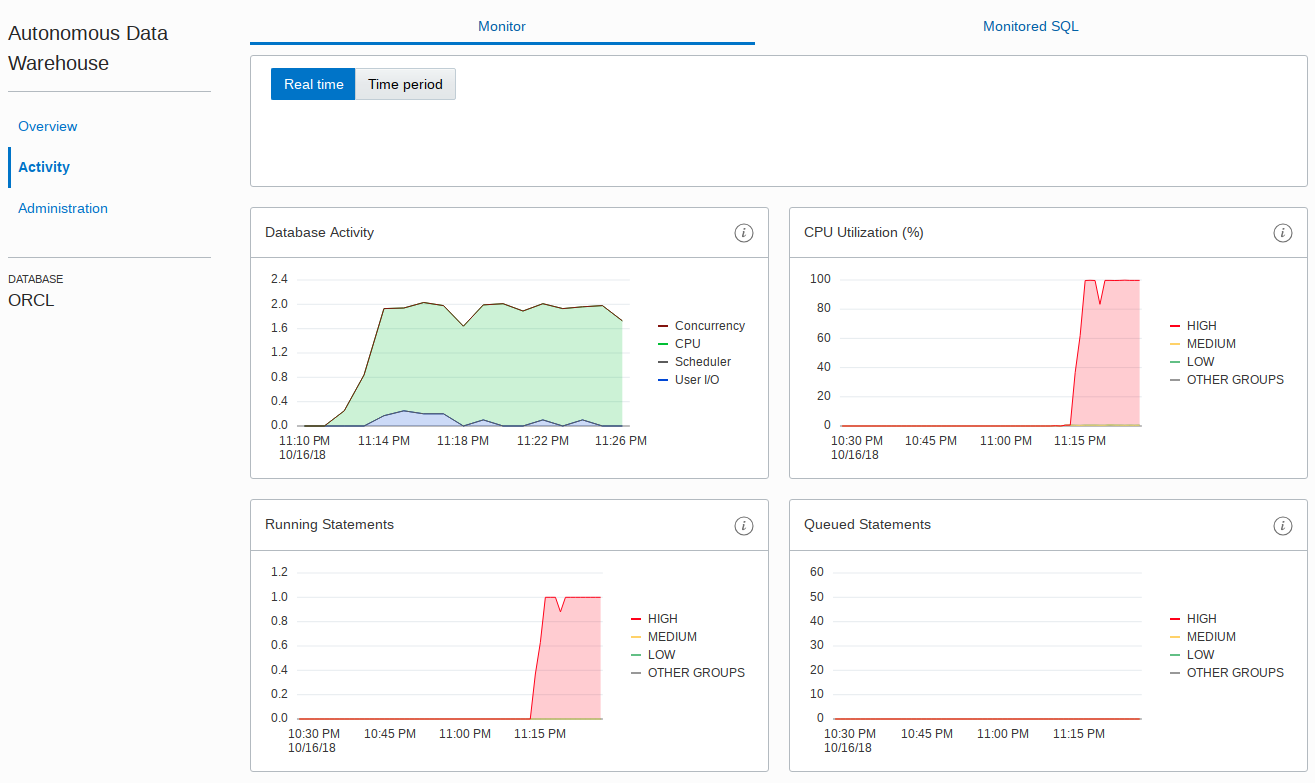 Autonomous Data
Warehouse
Overview
Activity
Administration
DATABASE
ORCL
Monitor
Monitored SQL
Real time
Time period
Database Activity
i
2.4
2.0
1.6
1.2
0.8
0.4
0.0
11:10 PM 11:14 PM 11:18 PM 11:22 PM 11:26 PM
10/16/18
Concurrency
CPU
Scheduler
User I/O
CPU Utilization (%)
i
100
80
60
40
20
0
10:30 PM 10:45 PM 11:00 PM 11:15 PM
10/16/18
HIGH
MEDIUM
LOW
OTHER GROUPS
Running Statements
i
1.2
1.0
0.8
0.6
0.4
0.2
0.0
10:30 PM 10:45 PM 11:00 PM 11:15 PM
10/16/18
HIGH
MEDIUM
LOW
OTHER GROUPS
Queued Statements
i
60
50
40
30
20
10
0
10:30 PM 10:45 PM 11:00 PM 11:15 PM
10/16/18
HIGH
MEDIUM
LOW
OTHER GROUPS